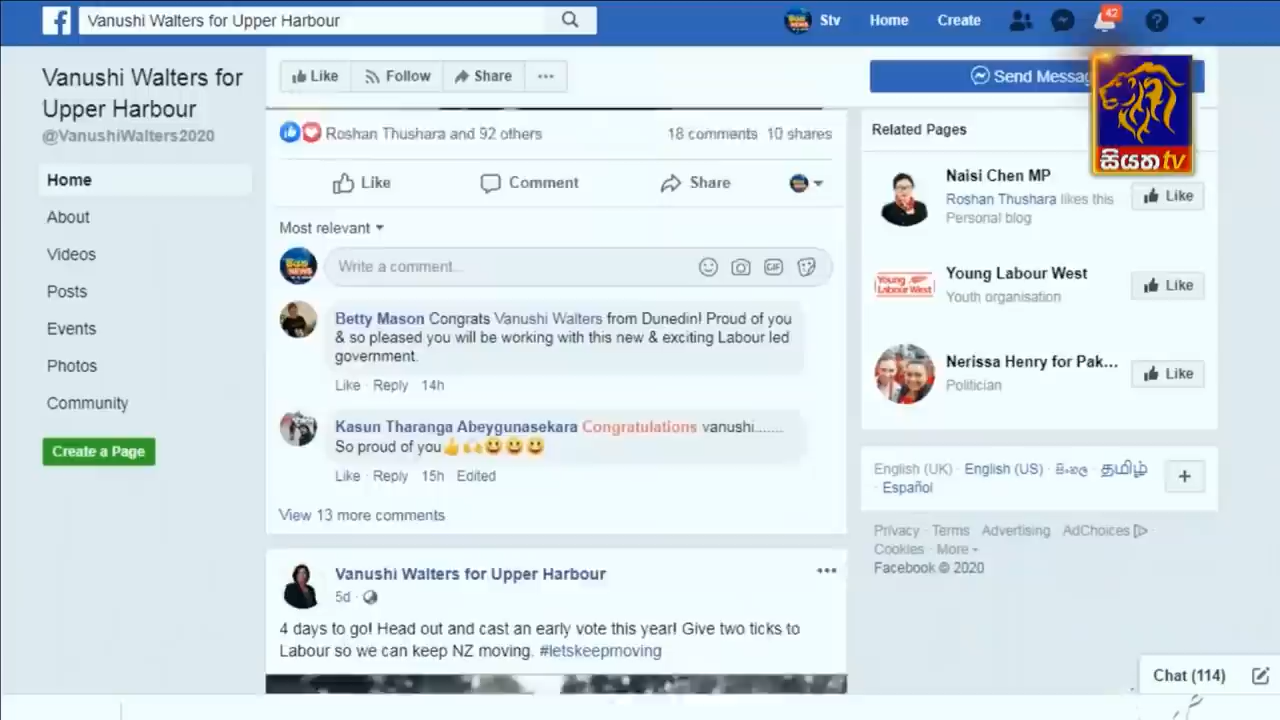 Vanushi Walters for Upper Harbour
Stv
Home
Create
42
Vanushi Walters for
Upper Harbour
@VanushiWalters2020
Home
About
Videos
Posts
Events
Photos
Community
Create a Page
Like
Follow
Share
Roshan Thushara and 92 others
18 comments 10 shares
Like
Comment
Share
Most relevant
Write a comment...
GIF
Betty Mason Congrats Vanushi Walters from Dunedin! Proud of you
& so pleased you will be working with this new & exciting Labour led
government.
Like · Reply · 14h
Kasun Tharanga Abeygunasekara Congratulations vanushi.......
So proud of you👍🙌😃😃😃
Like · Reply · 15h · Edited
View 13 more comments
Vanushi Walters for Upper Harbour
5d ·
4 days to go! Head out and cast an early vote this year! Give two ticks to
Labour so we can keep NZ moving. #letskeepmoving
Send Messag
සියත tv
Related Pages
Naisi Chen MP
Roshan Thushara likes this
Personal blog
Like
Young Labour West
Young Labour West
Youth organisation
Like
Nerissa Henry for Pak...
Politician
Like
English (UK) · English (US) · සිංහල · தமிழ்
· Español
Privacy · Terms · Advertising · AdChoices ·
Cookies · More
Facebook © 2020
Chat (114)